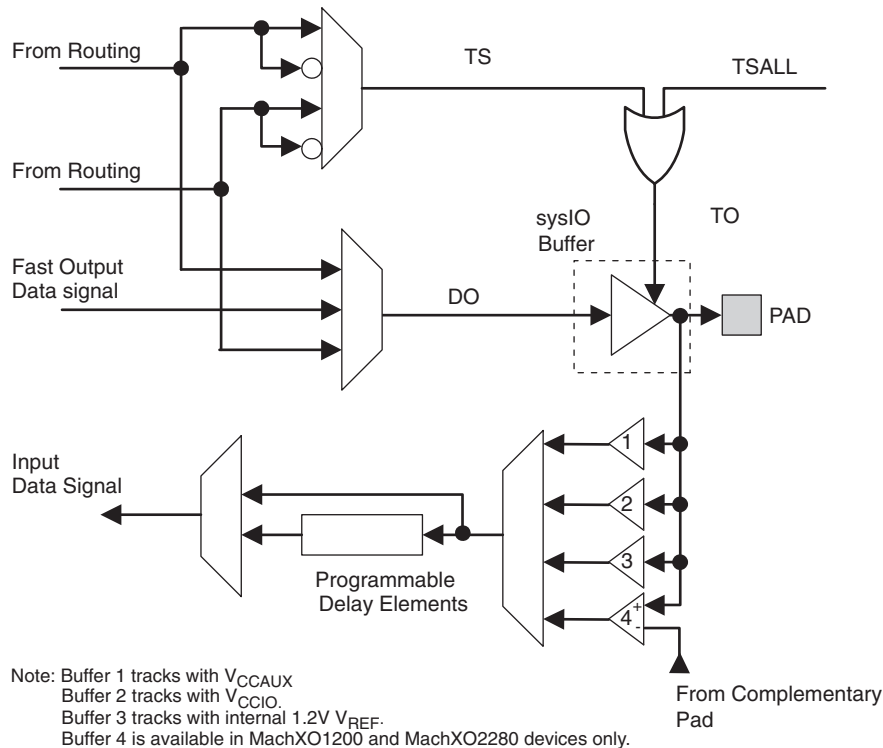 From Routing
TS
TSALL
From Routing
TO
sysIO
Buffer
Fast Output
Data signal
DO
PAD
Input
Data Signal
1
2
3
4
+
-
Programmable
Delay Elements
From Complementary
Pad
Note: Buffer 1 tracks with VCCAUX
Buffer 2 tracks with VCCIO.
Buffer 3 tracks with internal 1.2V VREF.
Buffer 4 is available in MachXO1200 and MachXO2280 devices only.